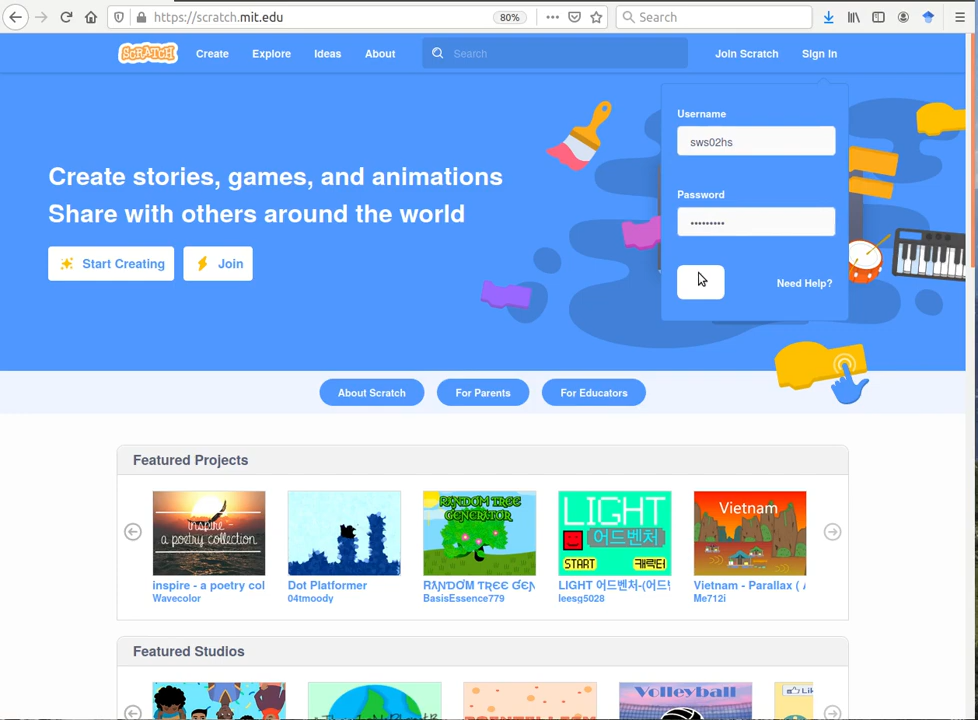 https://scratch.mit.edu
80%
Search
SCRATCH
Create
Explore
Ideas
About
Search
Join Scratch
Sign In
Username
sws02hs
Password
•••••••••
Need Help?
Create stories, games, and animations
Share with others around the world
Start Creating
Join
About Scratch
For Parents
For Educators
Featured Projects
inspire -
a poetry collection
RANDOM TREE
GENERATOR
LIGHT
어드벤처
START
캐릭터
Vietnam
inspire - a poetry col
Dot Platformer
RANDOM TREE GEN
LIGHT 어드벤처-(어드
Vietnam - Parallax (
Wavecolor
04tmoody
BasisEssence779
leesg5028
Me712i
Featured Studios
Volleyball